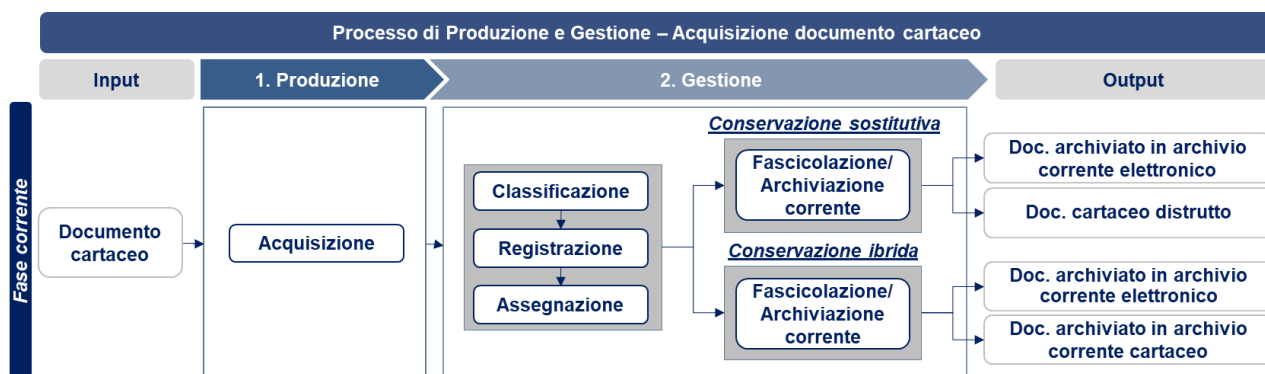 Processo di Produzione e Gestione – Acquisizione documento cartaceo
Input
1. Produzione
2. Gestione
Output
Fase corrente
Documento
cartaceo
Acquisizione
Classificazione
Registrazione
Assegnazione
Conservazione sostitutiva
Fascicolazione/
Archiviazione
corrente
Conservazione ibrida
Fascicolazione/
Archiviazione
corrente
Doc. archiviato in archivio
corrente elettronico
Doc. cartaceo distrutto
Doc. archiviato in archivio
corrente elettronico
Doc. archiviato in archivio
corrente cartaceo